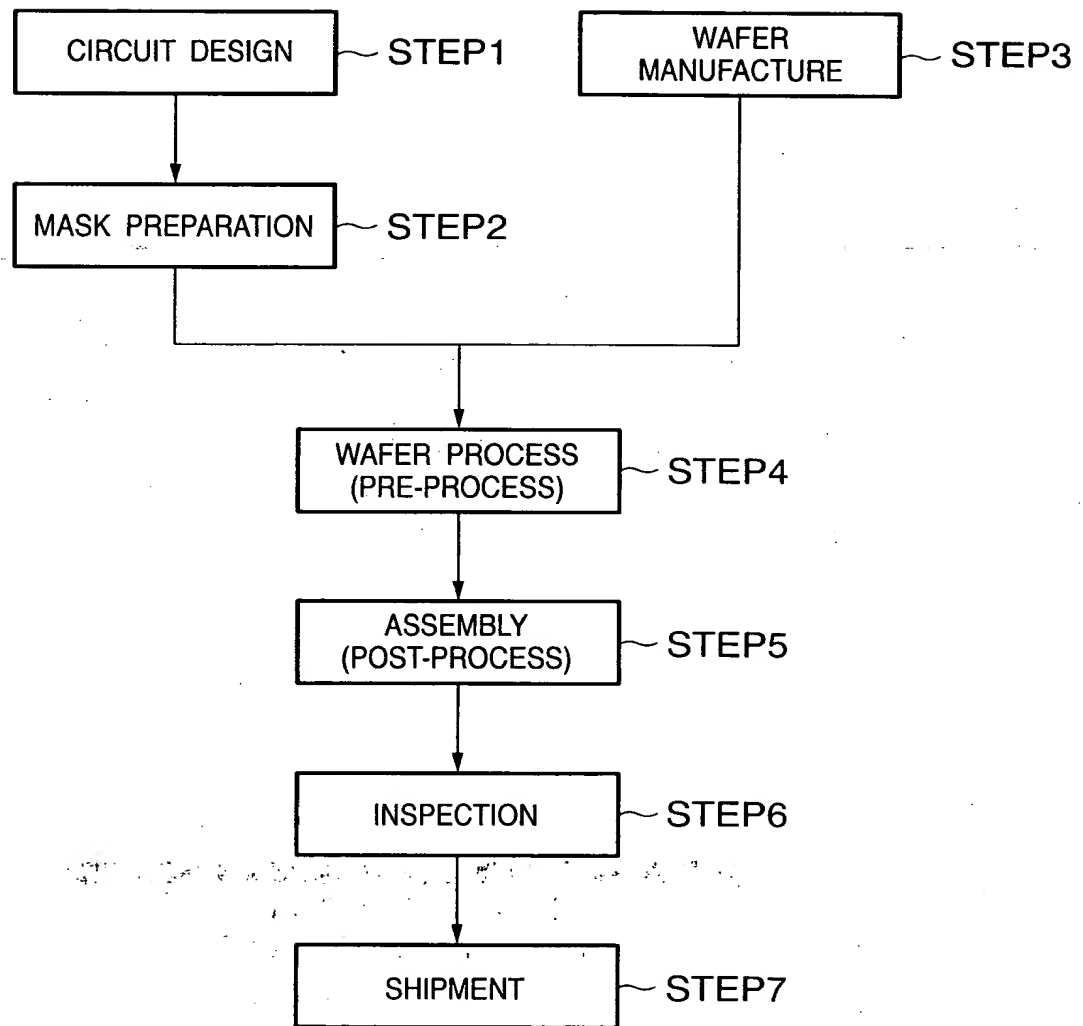 CIRCUIT DESIGN
STEP1
WAFER
MANUFACTURE
STEP3
MASK PREPARATION
STEP2
WAFER PROCESS
(PRE-PROCESS)
STEP4
ASSEMBLY
(POST-PROCESS)
STEP5
INSPECTION
STEP6
SHIPMENT
STEP7